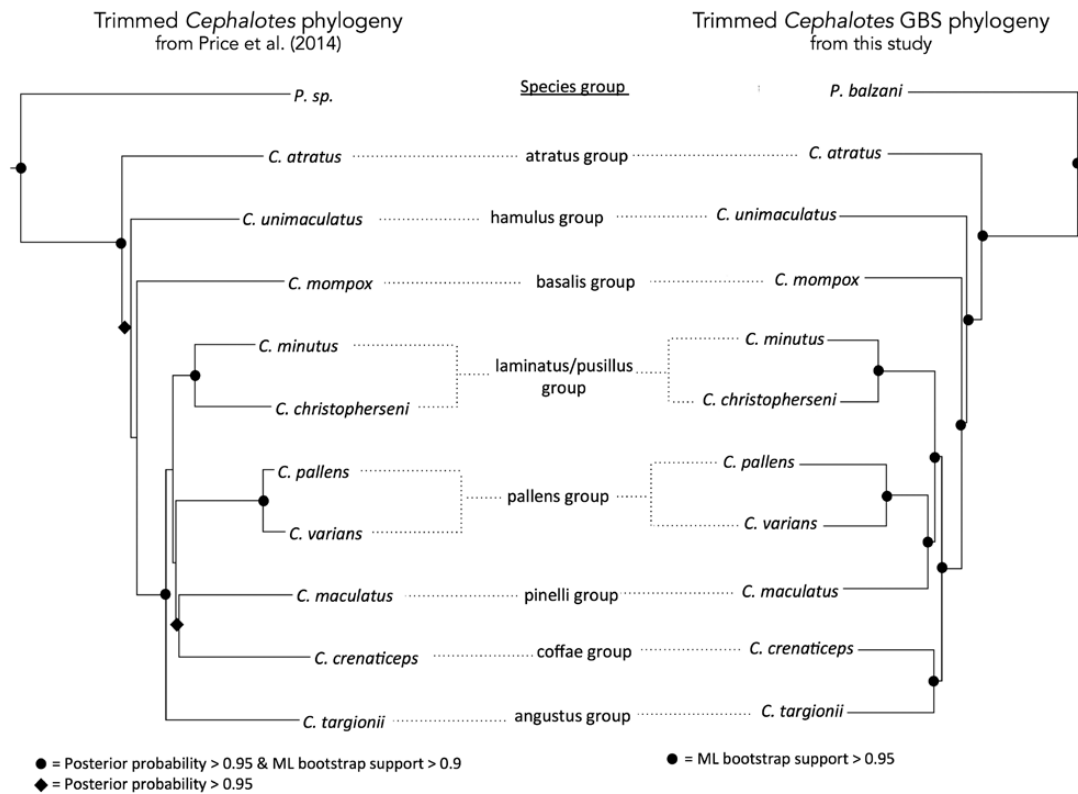 Trimmed Cephalotes phylogeny
from Price et al. (2014)
Trimmed Cephalotes GBS phylogeny
from this study
P. sp.
Species group
P. balzani
C. atratus
atratus group
C. atratus
C. unimaculatus
hamulus group
C. unimaculatus
C. mompox
basalis group
C. mompox
C. minutus
C. minutus
laminatus/pusillus
group
C. christopherseni
C. christopherseni
C. pallens
C. pallens
pallens group
C. varians
C. varians
C. maculatus
pinelli group
C. maculatus
C. crenaticeps
coffae group
C. crenaticeps
C. targionii
angustus group
C. targionii
= Posterior probability > 0.95 & ML bootstrap support > 0.9
= Posterior probability > 0.95
= ML bootstrap support > 0.95